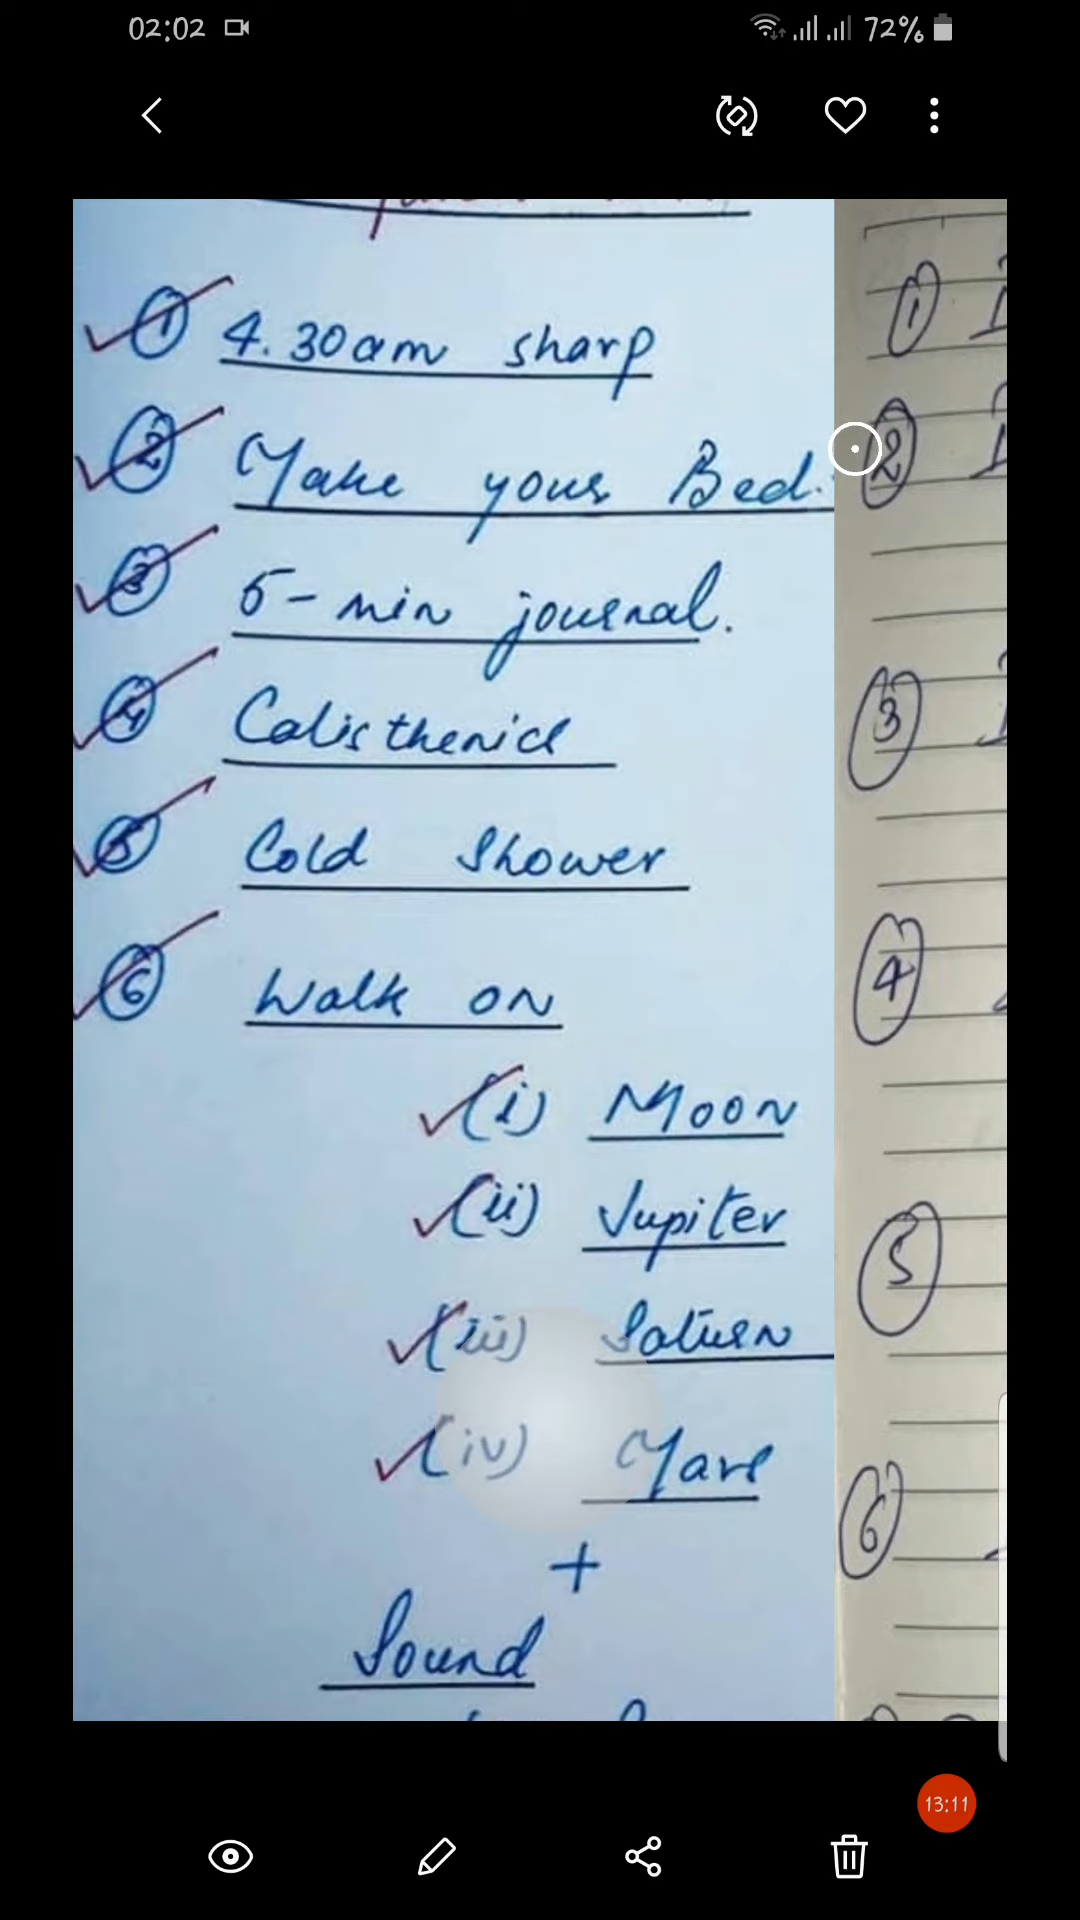 02:02
72%
① 4.30am sharp
② Make your Bed.
③ 5-min journal.
④ Calisthenics
⑤ Cold Shower
⑥ Walk on
(i) Moon
(ii) Jupiter
(iii) Saturn
(iv) Mars
+
Sound
①
②
③
④
⑤
⑥
13:11